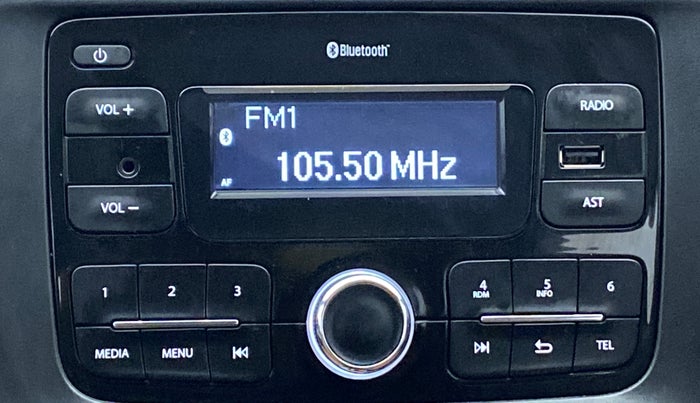 Bluetooth
VOL +
FM1
RADIO
105.50 MHz
AF
VOL −
AST
1 2 3
4 5 6
RDM INFO
MEDIA MENU
TEL